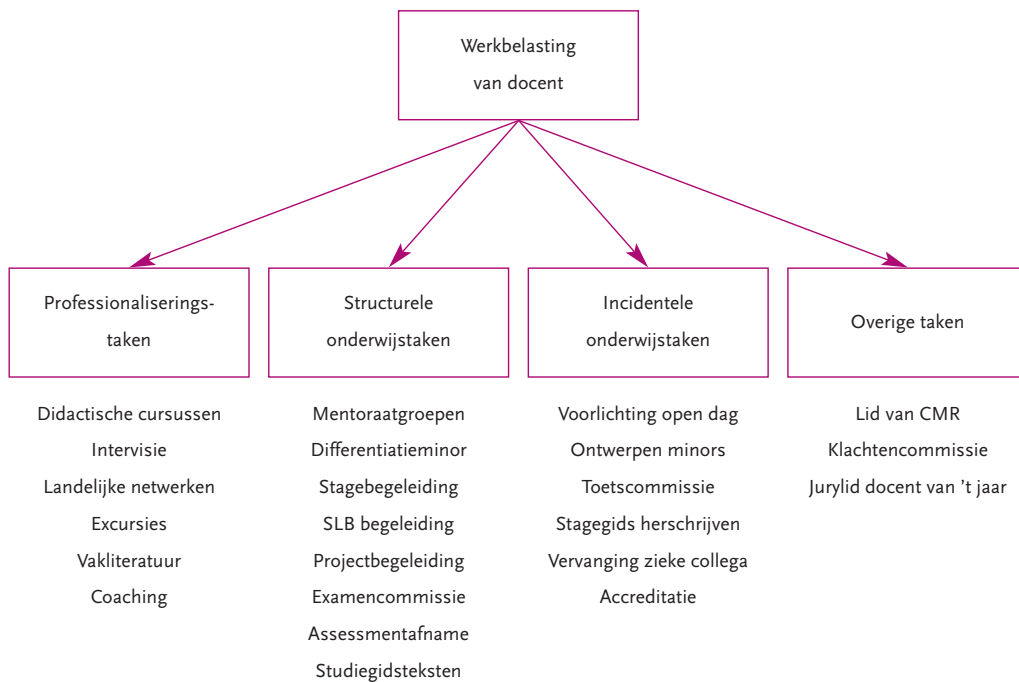 Werkbelasting
van docent
Professionaliserings-
taken
Didactische cursussen
Intervisie
Landelijke netwerken
Excursies
Vakliteratuur
Coaching
Structurele
onderwijstaken
Mentoraatgroepen
Differentiatieminor
Stagebegeleiding
SLB begeleiding
Projectbegeleiding
Examencommissie
Assessmentafname
Studiegidsteksten
Incidentele
onderwijstaken
Voorlichting open dag
Ontwerpen minors
Toetscommissie
Stagegids herschrijven
Vervanging zieke collega
Accreditatie
Overige taken
Lid van CMR
Klachtencommissie
Jurylid docent van ’t jaar